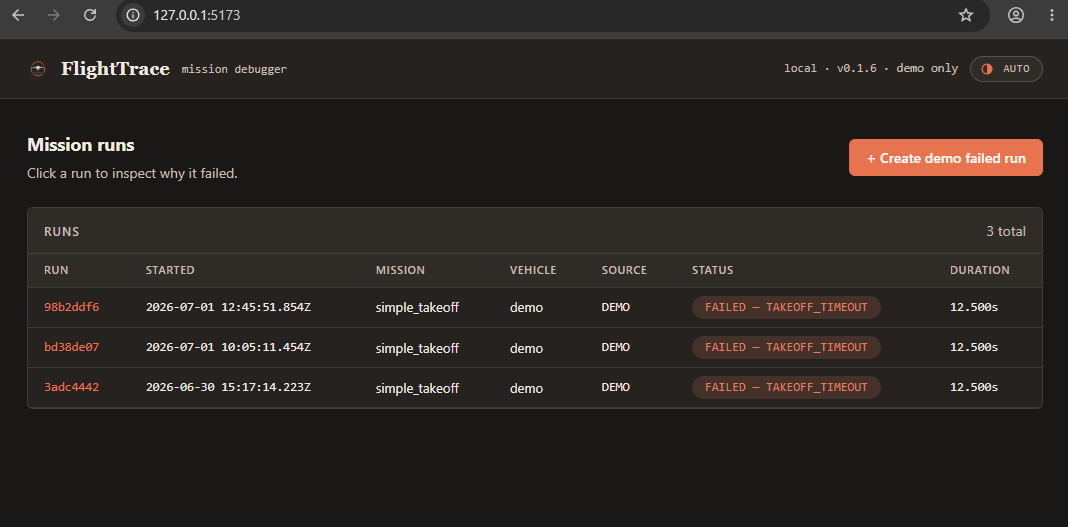 127.0.0.1:5173
FlightTrace mission debugger local · v0.1.6 · demo only AUTO
Mission runs
+ Create demo failed run
Click a run to inspect why it failed.
RUNS 3 total
RUN STARTED MISSION VEHICLE SOURCE STATUS DURATION
98b2ddf6 2026-07-01 12:45:51.854Z simple_takeoff demo DEMO FAILED — TAKEOFF_TIMEOUT 12.500s
bd38de07 2026-07-01 10:05:11.454Z simple_takeoff demo DEMO FAILED — TAKEOFF_TIMEOUT 12.500s
3adc4442 2026-06-30 15:17:14.223Z simple_takeoff demo DEMO FAILED — TAKEOFF_TIMEOUT 12.500s